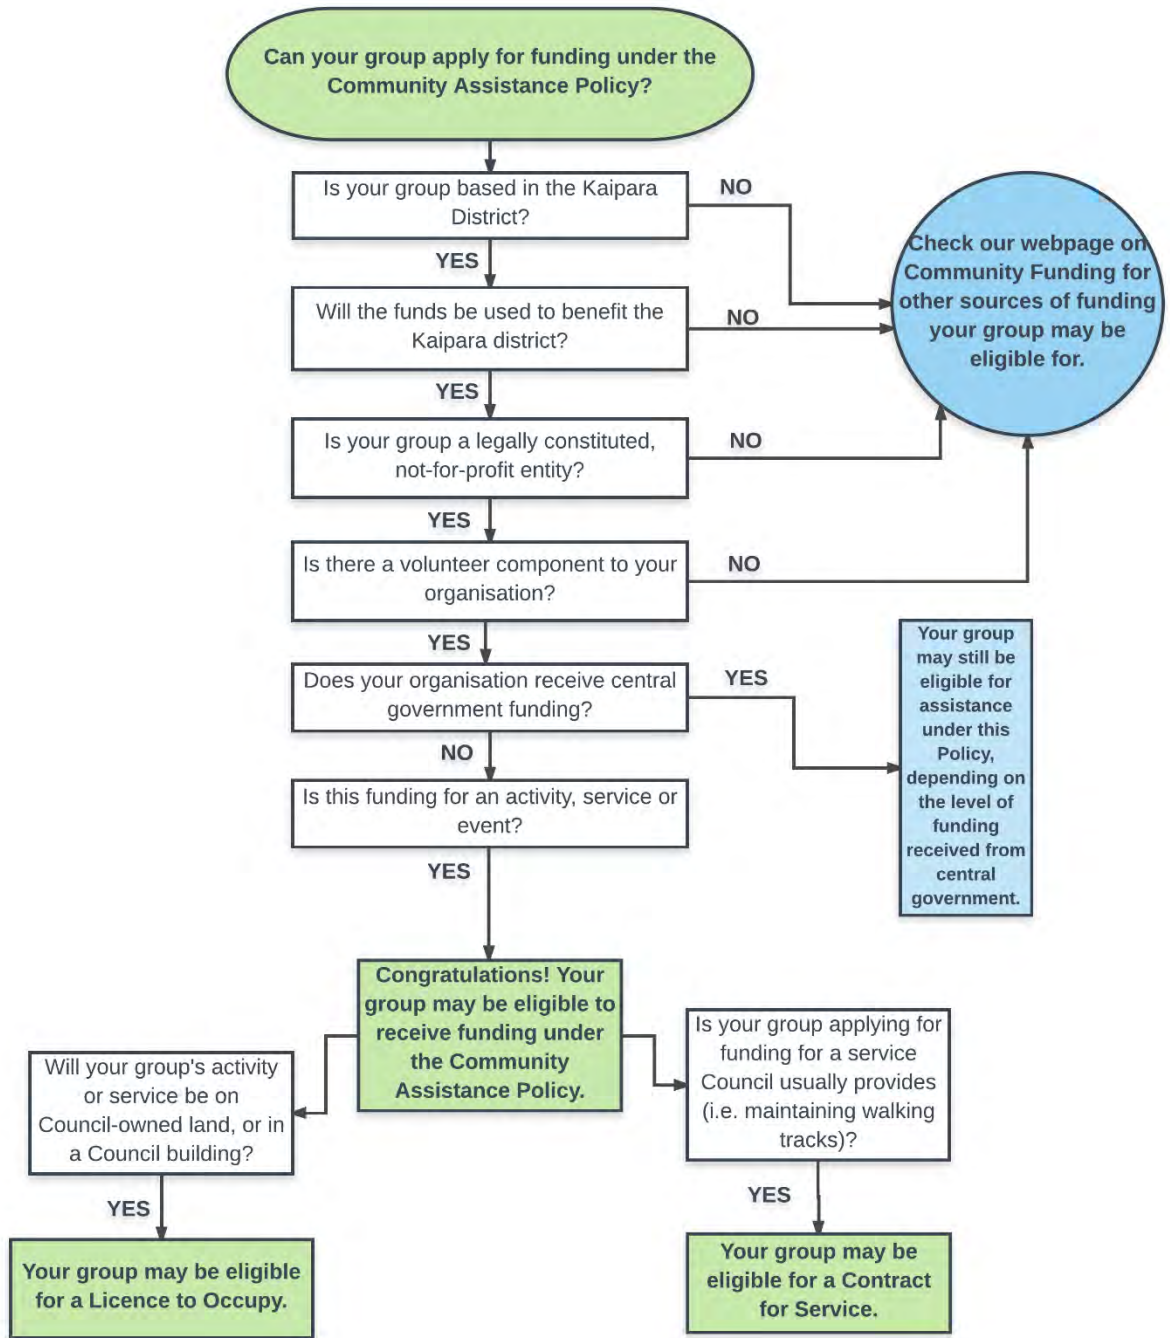 Can your group apply for funding under the
Community Assistance Policy?
Is your group based in the Kaipara
District?
NO
YES
Check our webpage on
Community Funding for
other sources of funding
your group may be
eligible for.
Will the funds be used to benefit the
Kaipara district?
NO
YES
Is your group a legally constituted,
not-for-profit entity?
NO
YES
Is there a volunteer component to your
organisation?
NO
YES
Does your organisation receive central
government funding?
YES
NO
Your group
may still be
eligible for
assistance
under this
Policy,
depending on
the level of
funding
received from
central
government.
Is this funding for an activity, service or
event?
YES
Congratulations! Your
group may be eligible to
receive funding under
the Community
Assistance Policy.
Will your group's activity
or service be on
Council-owned land, or in
a Council building?
YES
Your group may be eligible
for a Licence to Occupy.
Is your group applying for
funding for a service
Council usually provides
(i.e. maintaining walking
tracks)?
YES
Your group may be
eligible for a Contract
for Service.